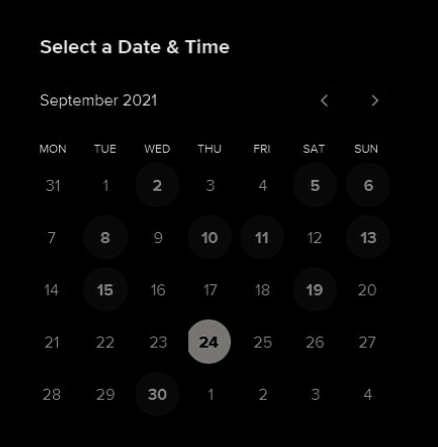 Select a Date & Time
September 2021
MON TUE WED THU FRI SAT SUN
31 1 2 3 4 5 6
7 8 9 10 11 12 13
14 15 16 17 18 19 20
21 22 23 24 25 26 27
28 29 30 1 2 3 4